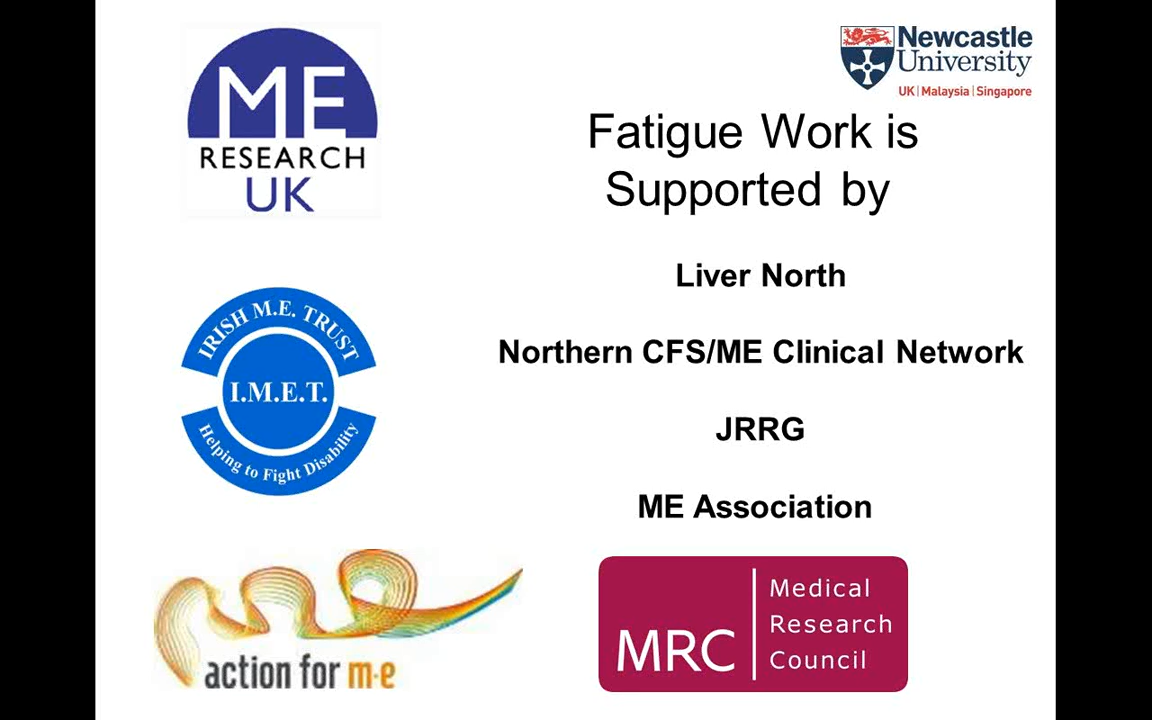 ME
RESEARCH
UK
Newcastle
University
UK | Malaysia | Singapore
Fatigue Work is
Supported by
Liver North
Northern CFS/ME Clinical Network
JRRG
ME Association
IRISH M.E. TRUST
I.M.E.T.
Helping to Fight Disability
action for m·e
MRC
Medical
Research
Council